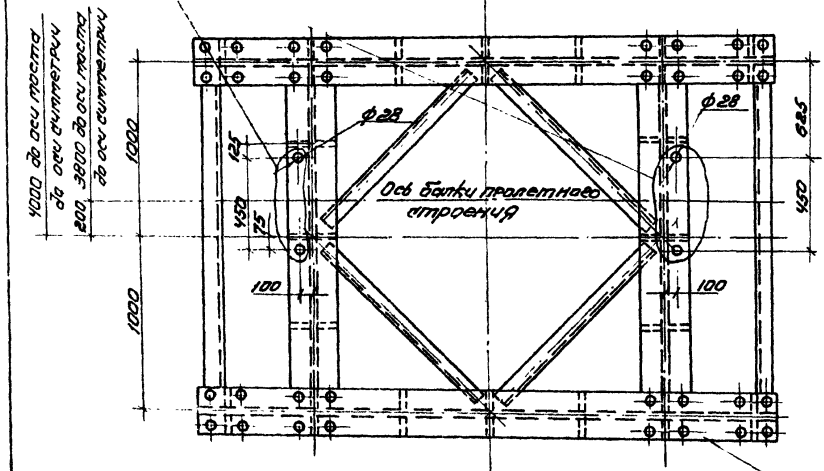 4000 до оси моста
до оси симметрии
200, 3800 до оси моста
до оси симметрии
1000
1000
125
450
75
100
ф28
Ось балки пролетного
строения
ф28
625
450
100